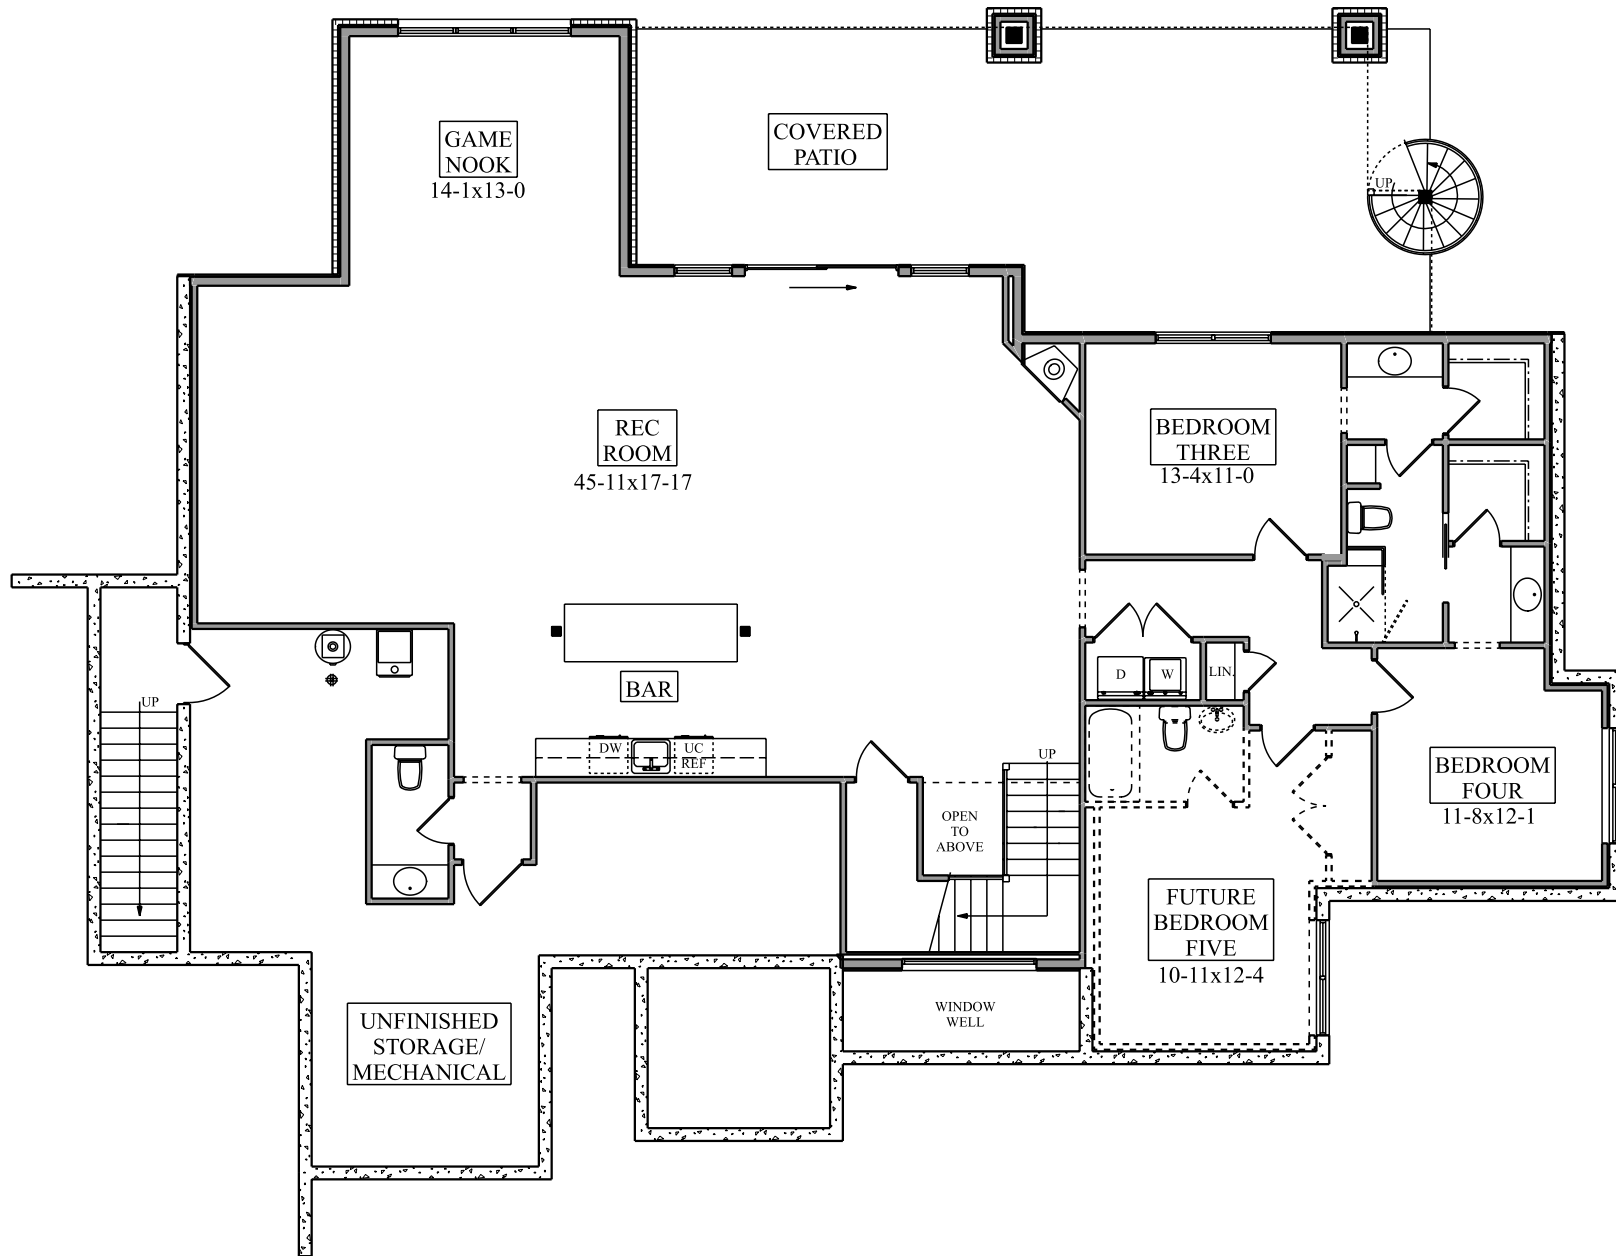 GAME
NOOK
14-1x13-0
COVERED
PATIO
UP
REC
ROOM
45-11x17-17
BEDROOM
THREE
13-4x11-0
BAR
D
W
LIN.
UP
DW
UC
REF
UP
OPEN
TO
ABOVE
BEDROOM
FOUR
11-8x12-1
FUTURE
BEDROOM
FIVE
10-11x12-4
WINDOW
WELL
UNFINISHED
STORAGE/
MECHANICAL